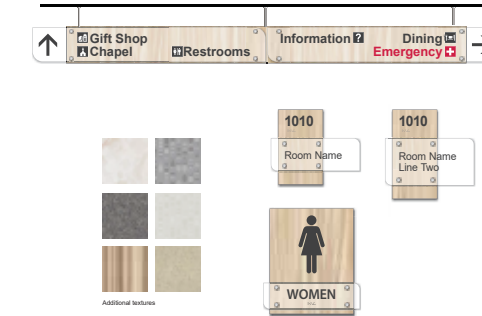 Gift Shop
Chapel
Restrooms
Information ?
Dining
Emergency
1010
Room Name
1010
Room Name
Line Two
WOMEN
Additional textures